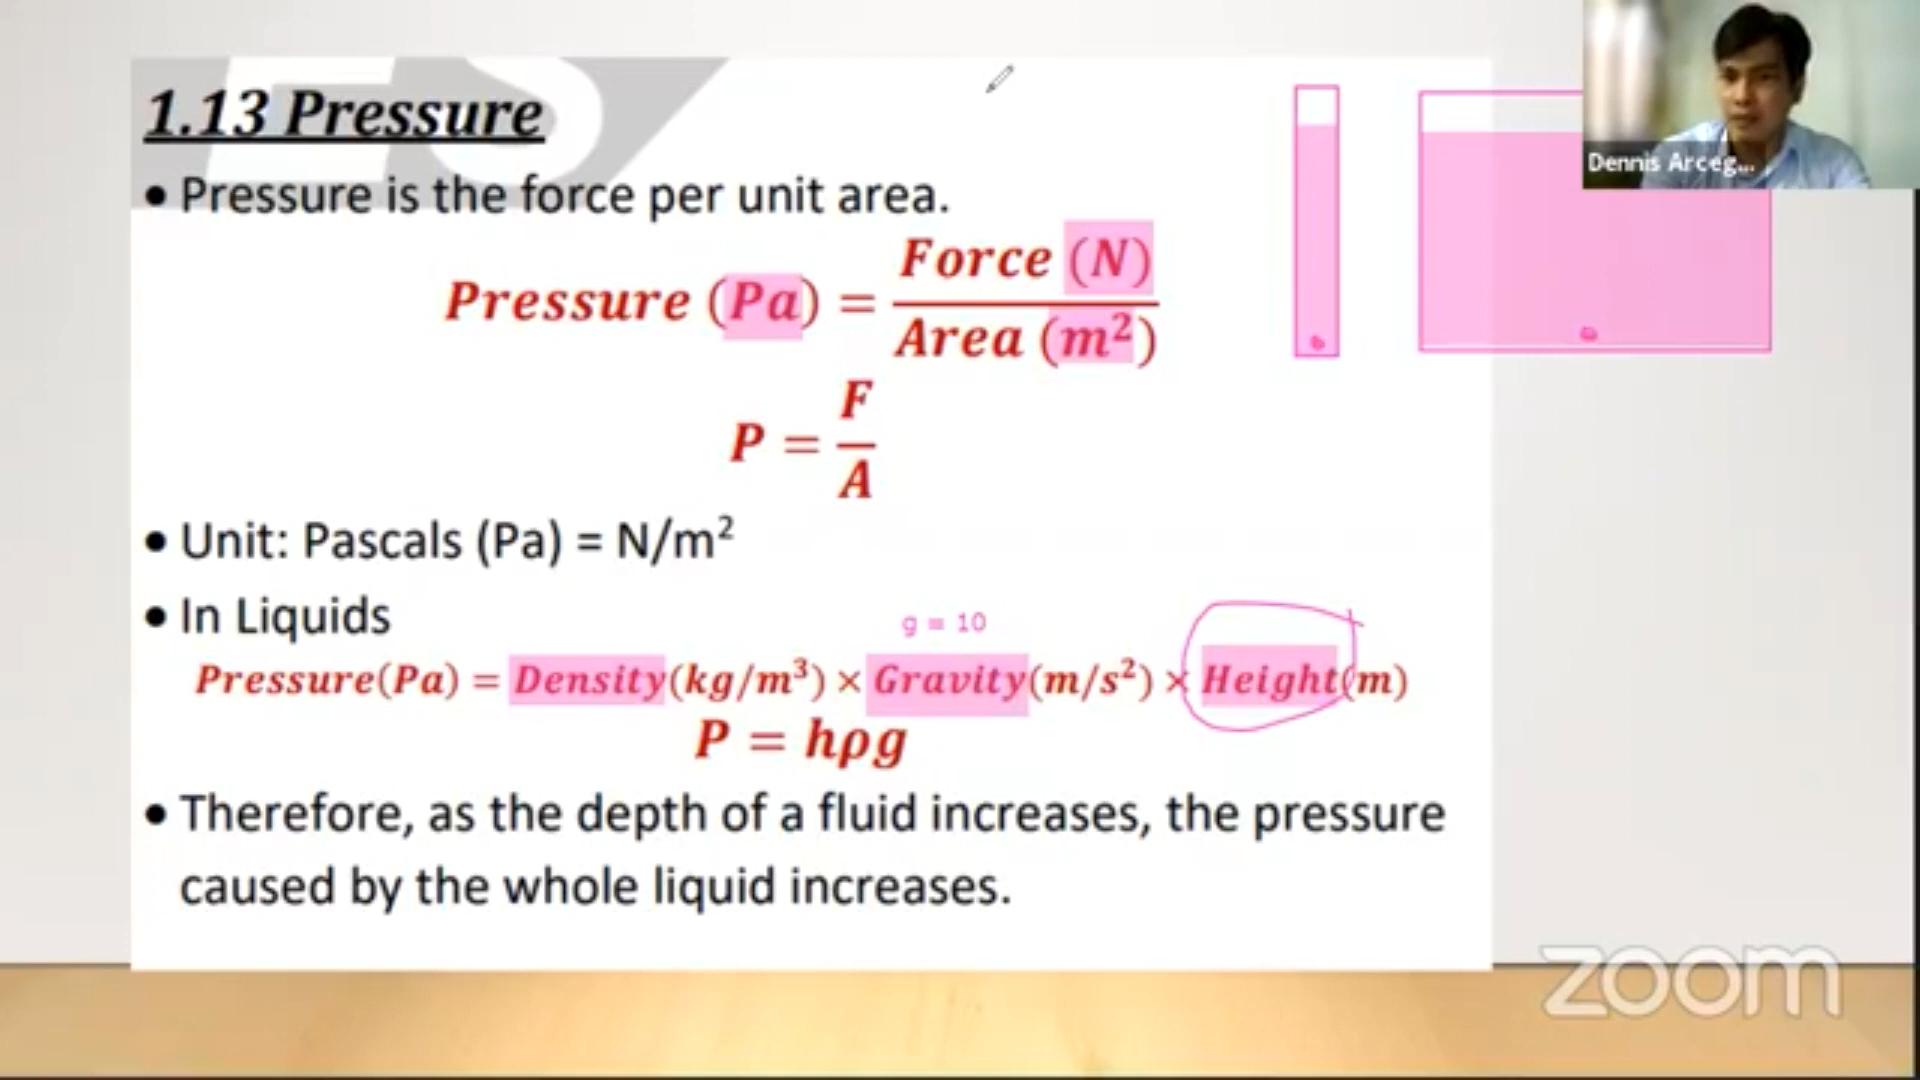 ES
1.13 Pressure
• Pressure is the force per unit area.
Pressure (Pa) = Force (N) / Area (m²)
P = F / A
• Unit: Pascals (Pa) = N/m²
• In Liquids
g = 10
Pressure(Pa) = Density(kg/m³) × Gravity(m/s²) × Height(m)
P = hρg
• Therefore, as the depth of a fluid increases, the pressure
caused by the whole liquid increases.
Dennis Arceg...
zoom